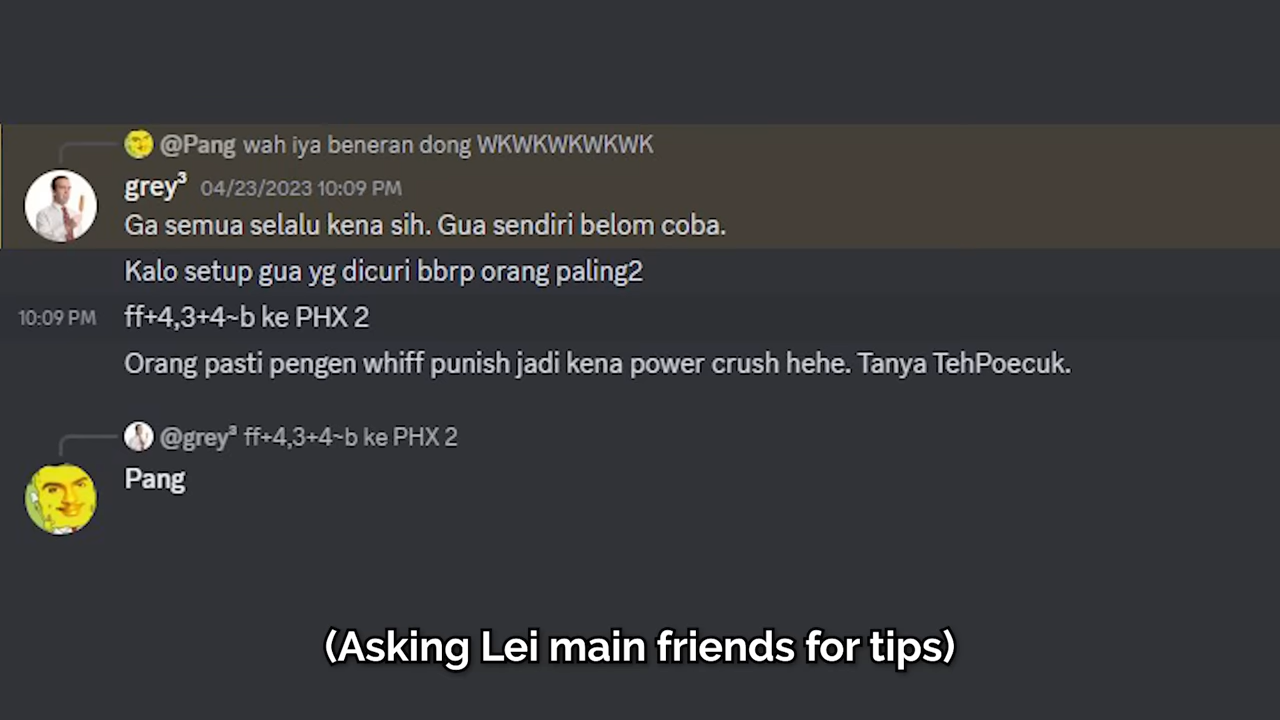 @Pang wah iya beneran dong WKWKWKWKWK
grey³ 04/23/2023 10:09 PM
Ga semua selalu kena sih. Gua sendiri belom coba.
Kalo setup gua yg dicuri bbrp orang paling2
10:09 PM ff+4,3+4~b ke PHX 2
Orang pasti pengen whiff punish jadi kena power crush hehe. Tanya TehPoecuk.
@grey³ ff+4,3+4~b ke PHX 2
Pang
(Asking Lei main friends for tips)